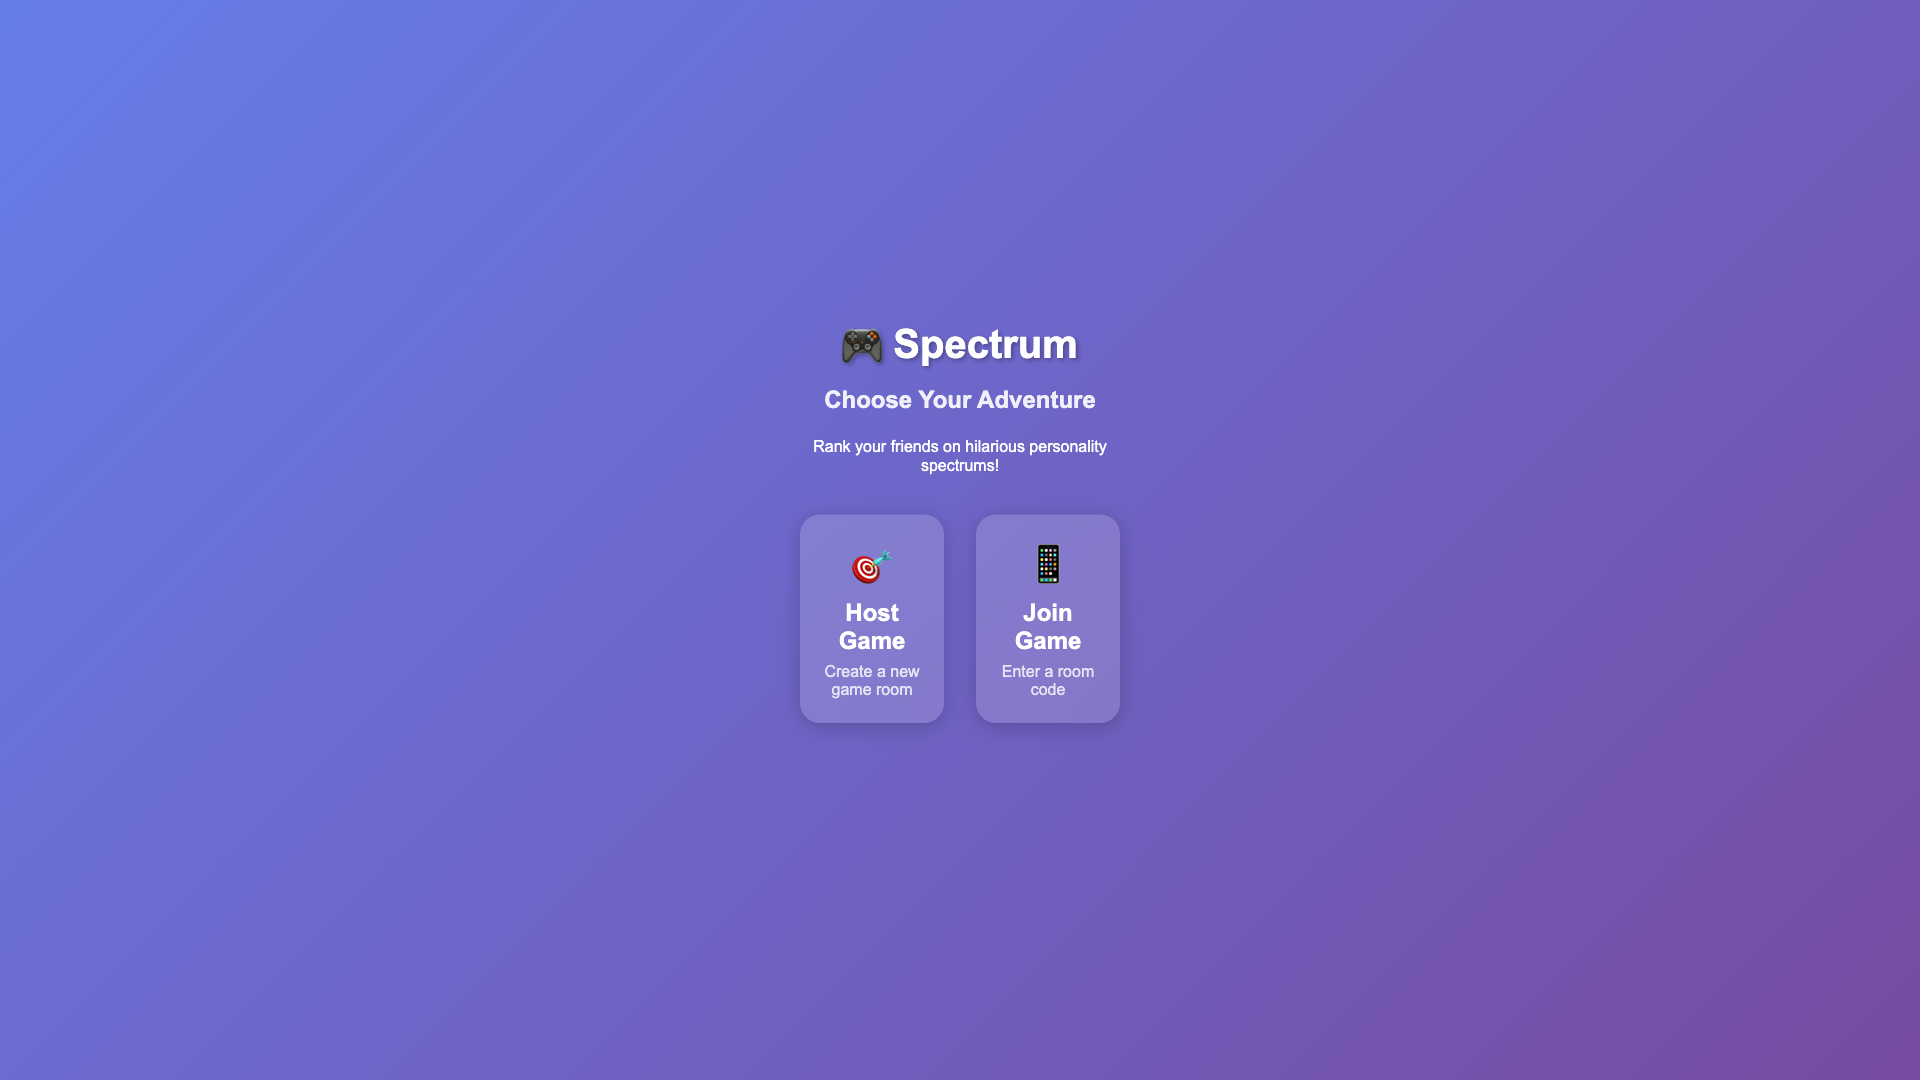 🎮 Spectrum
Choose Your Adventure
Rank your friends on hilarious personality
spectrums!
Host
Game
Create a new
game room
Join
Game
Enter a room
code